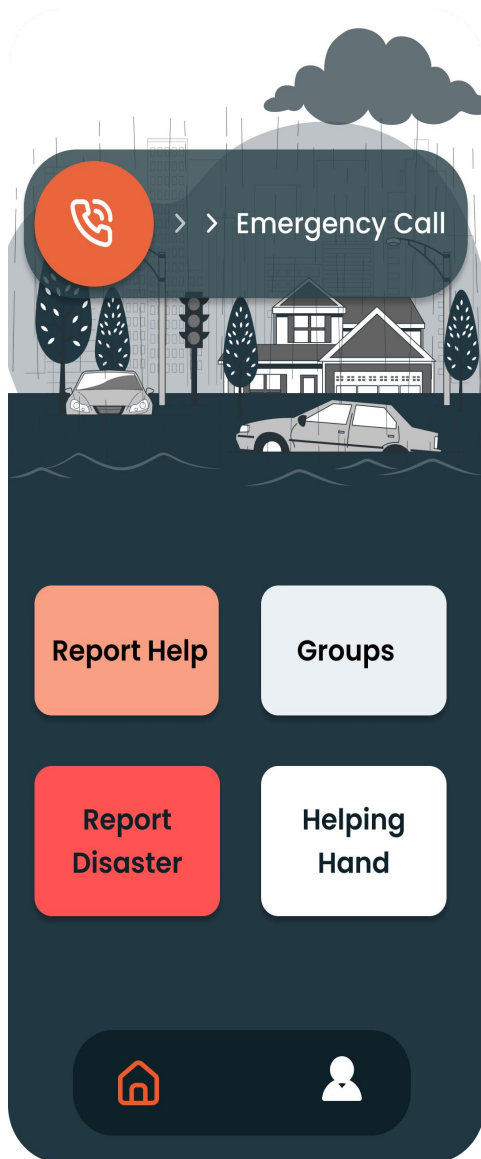 Emergency Call
Report Help
Groups
Report
Disaster
Helping
Hand